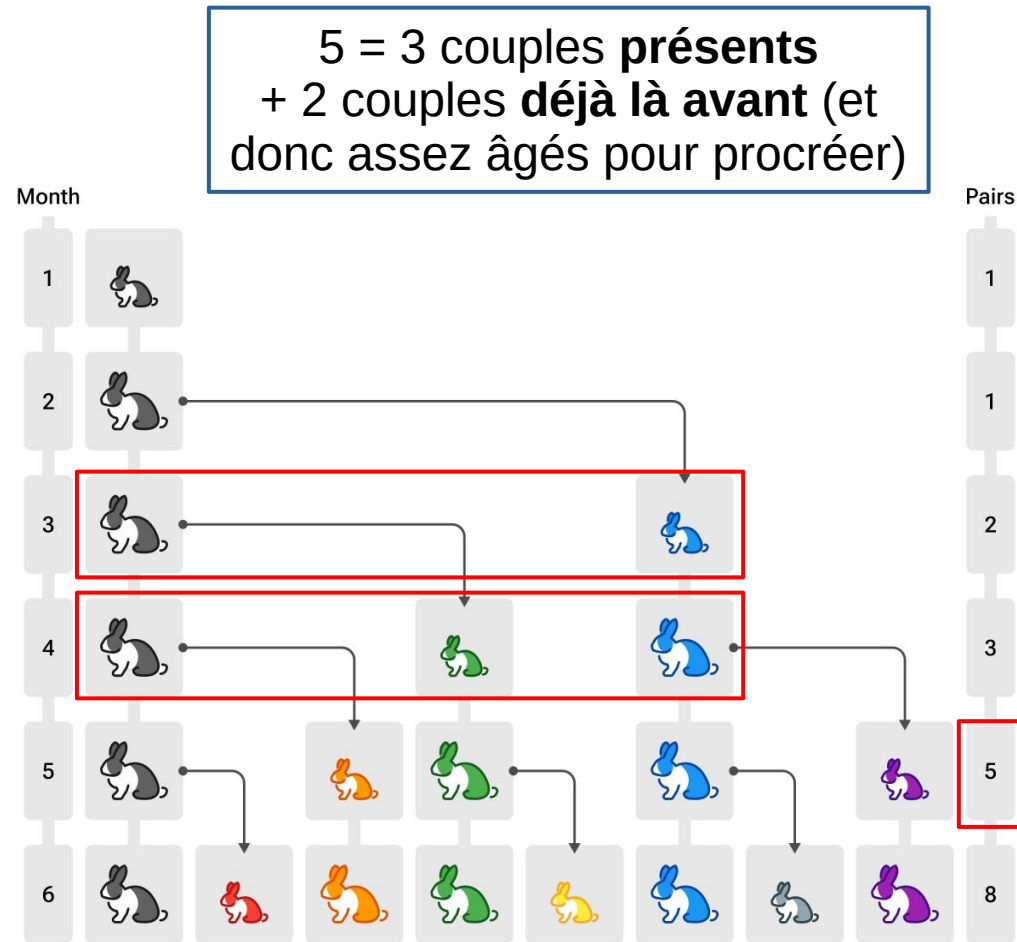 5 = 3 couples présents
+ 2 couples déjà là avant (et
donc assez âgés pour procréer)
Month Pairs
1 1
2 1
3 2
4 3
5 5
6 8